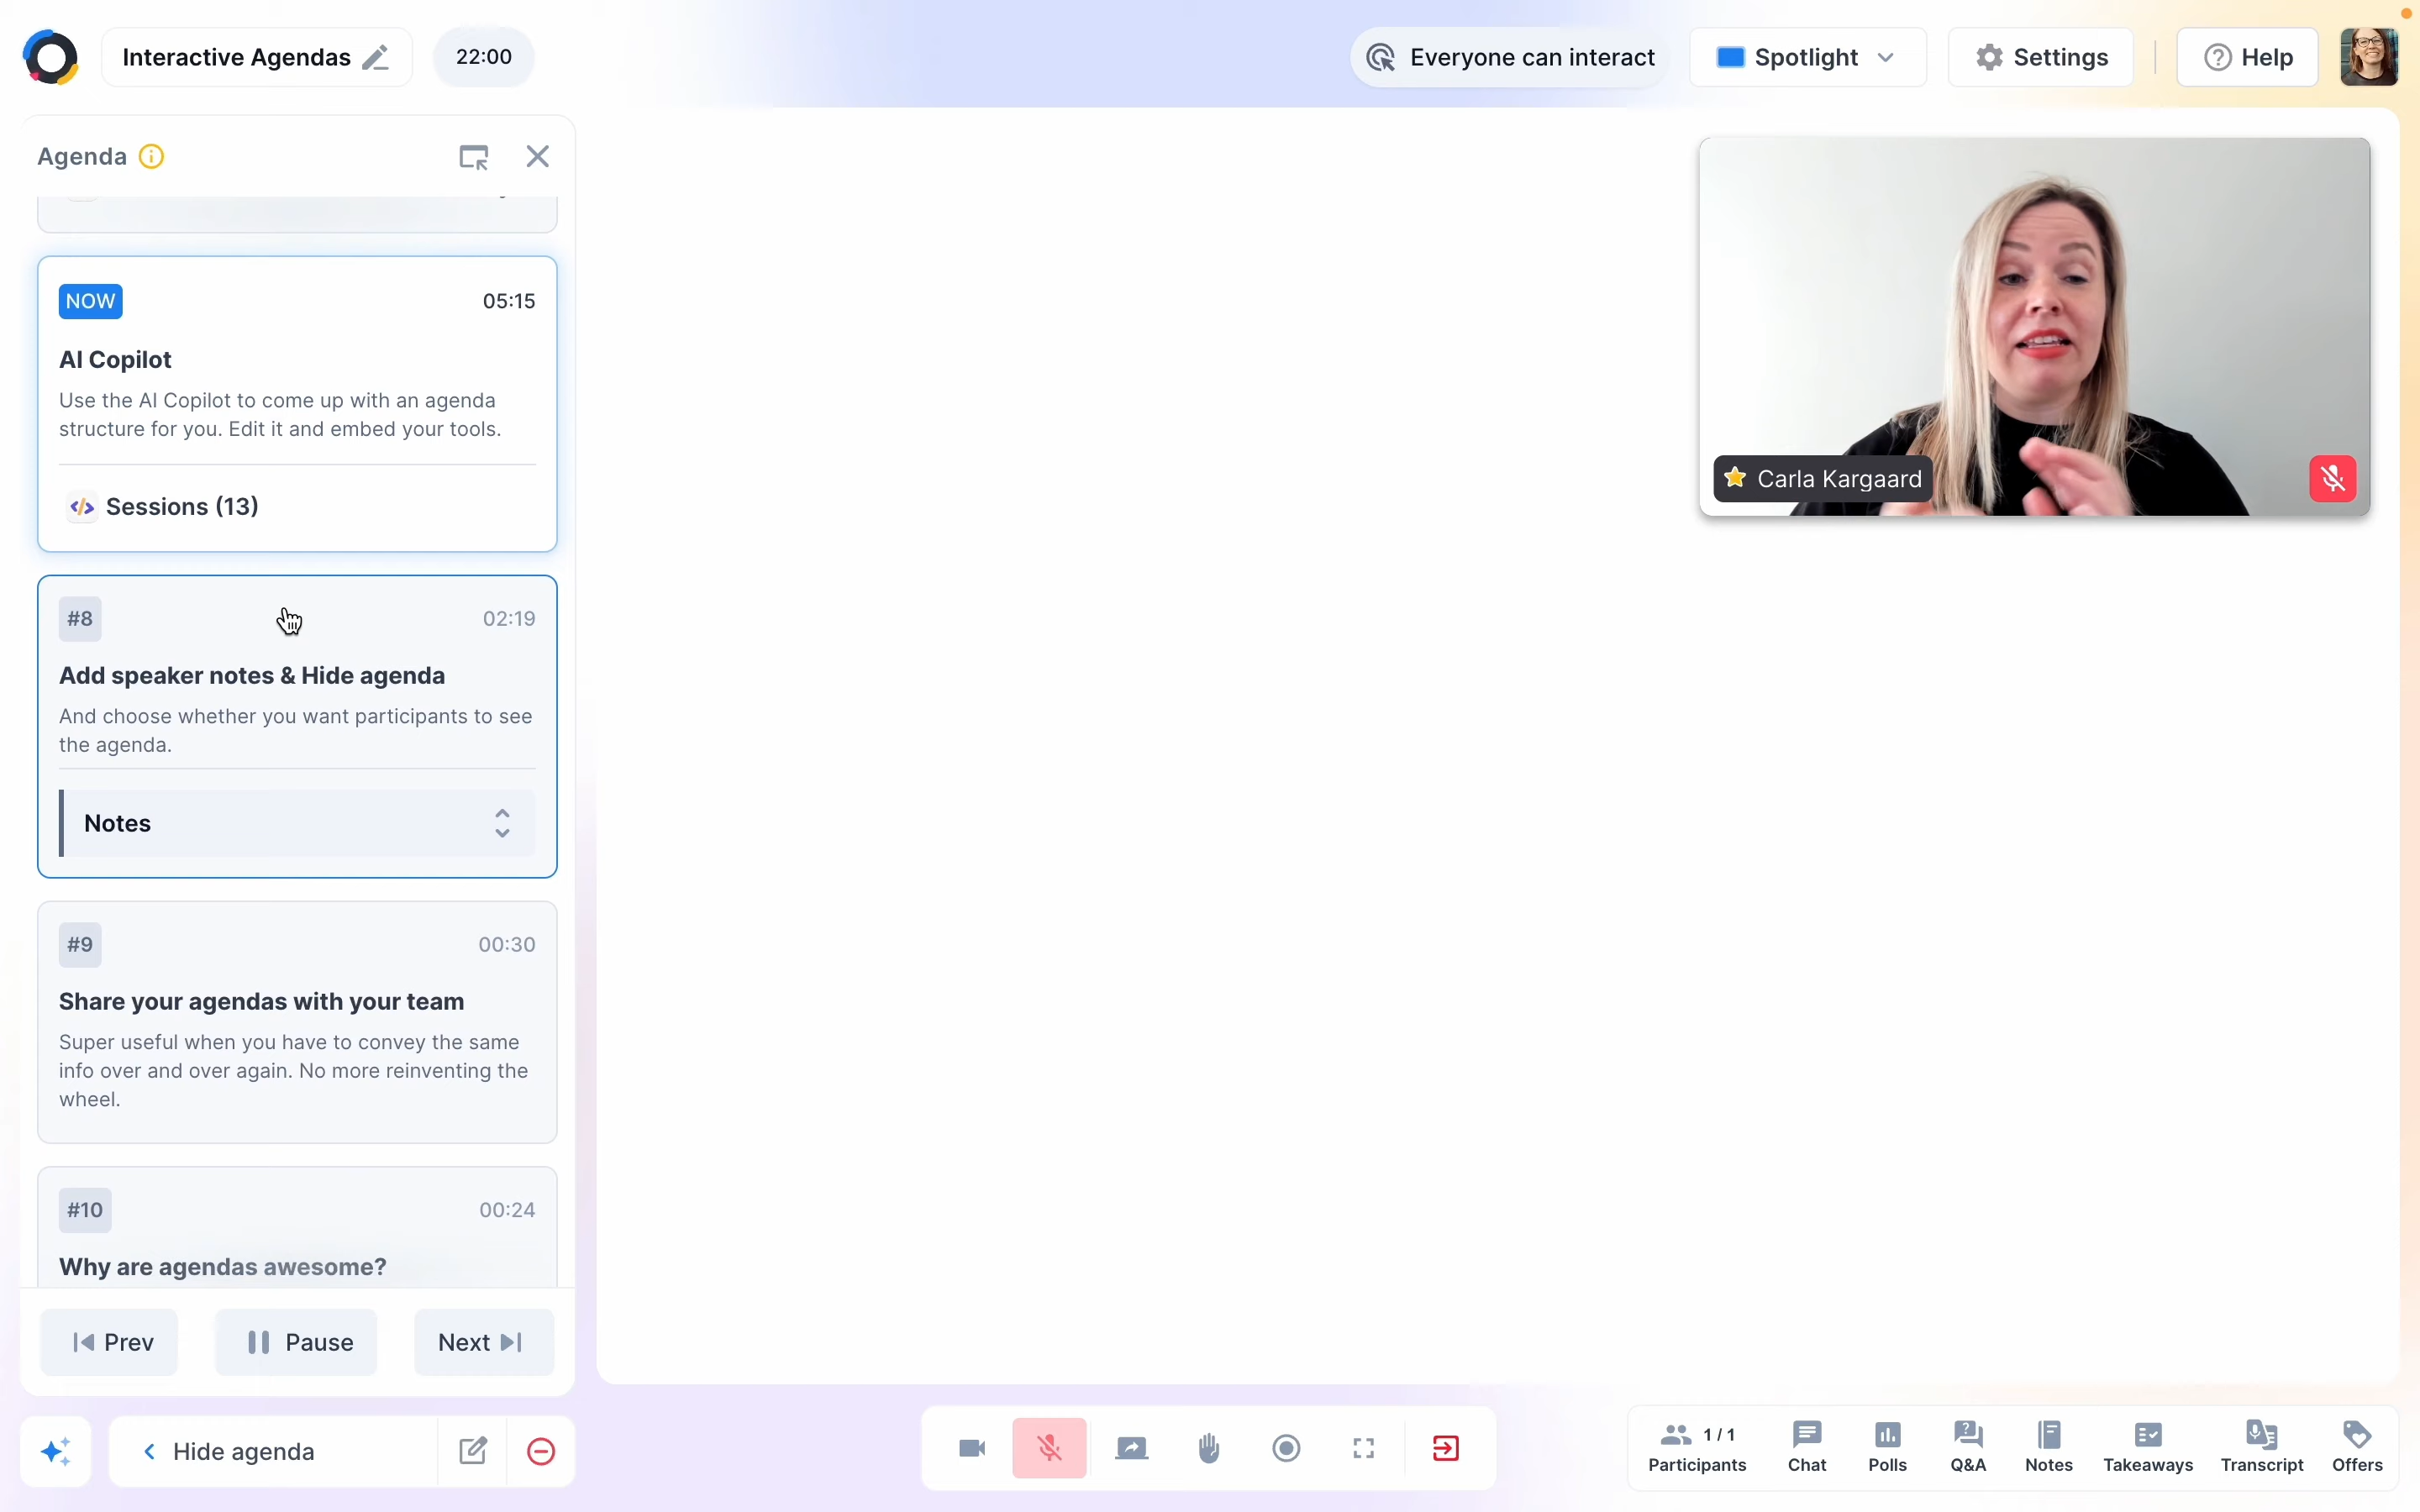 Interactive Agendas
22:00
Everyone can interact
Spotlight
Settings
Help
Agenda
NOW
05:15
AI Copilot
Use the AI Copilot to come up with an agenda
structure for you. Edit it and embed your tools.
Sessions (13)
#8
02:19
Add speaker notes & Hide agenda
And choose whether you want participants to see
the agenda.
Notes
#9
00:30
Share your agendas with your team
Super useful when you have to convey the same
info over and over again. No more reinventing the
wheel.
#10
00:24
Why are agendas awesome?
Prev
Pause
Next
Hide agenda
Carla Kargaard
1 / 1
Participants
Chat
Polls
Q&A
Notes
Takeaways
Transcript
Offers